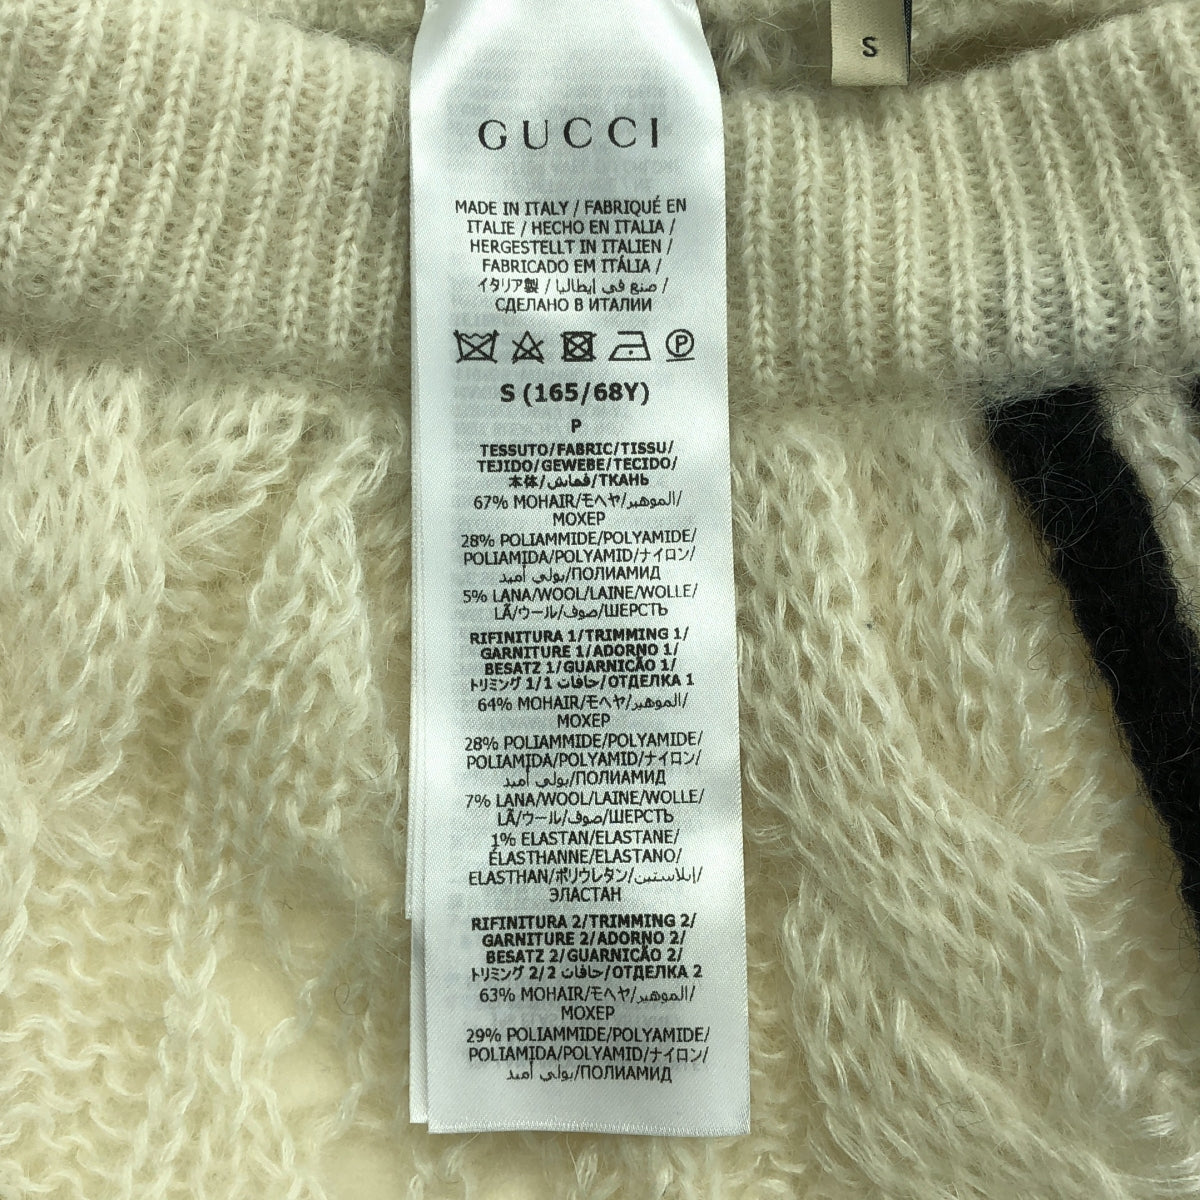 S
GUCCI
MADE IN ITALY / FABRIQUÉ EN
ITALIE / HECHO EN ITALIA /
HERGESTELLT IN ITALIEN /
FABRICADO EM ITÁLIA /
イタリア製 / صنع في إيطاليا /
СДЕЛАНО В ИТАЛИИ
P
S (165/68Y)
P
TESSUTO/FABRIC/TISSU/
TEJIDO/GEWEBE/TECIDO/
本体/قماش/ТКАНЬ
67% MOHAIR/モヘヤ/الموهير/
МОХЕР
28% POLIAMMIDE/POLYAMIDE/
POLIAMIDA/POLYAMID/ナイロン/
بولي أميد/ПОЛИАМИД
5% LANA/WOOL/LAINE/WOLLE/
LÃ/ウール/صوف/ШЕРСТЬ
RIFINITURA 1/TRIMMING 1/
GARNITURE 1/ADORNO 1/
BESATZ 1/GUARNIÇÃO 1/
トリミング 1/1 حافات/ОТДЕЛКА 1
64% MOHAIR/モヘヤ/الموهير/
МОХЕР
28% POLIAMMIDE/POLYAMIDE/
POLIAMIDA/POLYAMID/ナイロン/
بولي أميد/ПОЛИАМИД
7% LANA/WOOL/LAINE/WOLLE/
LÃ/ウール/صوف/ШЕРСТЬ
1% ELASTAN/ELASTANE/
ÉLASTHANNE/ELASTANO/
ELASTHAN/ポリウレタン/إيلاستين/
ЭЛАСТАН
RIFINITURA 2/TRIMMING 2/
GARNITURE 2/ADORNO 2/
BESATZ 2/GUARNIÇÃO 2/
トリミング 2/2 حافات/ОТДЕЛКА 2
63% MOHAIR/モヘヤ/الموهير/
МОХЕР
29% POLIAMMIDE/POLYAMIDE/
POLIAMIDA/POLYAMID/ナイロン/
بولي أميد/ПОЛИАМИД